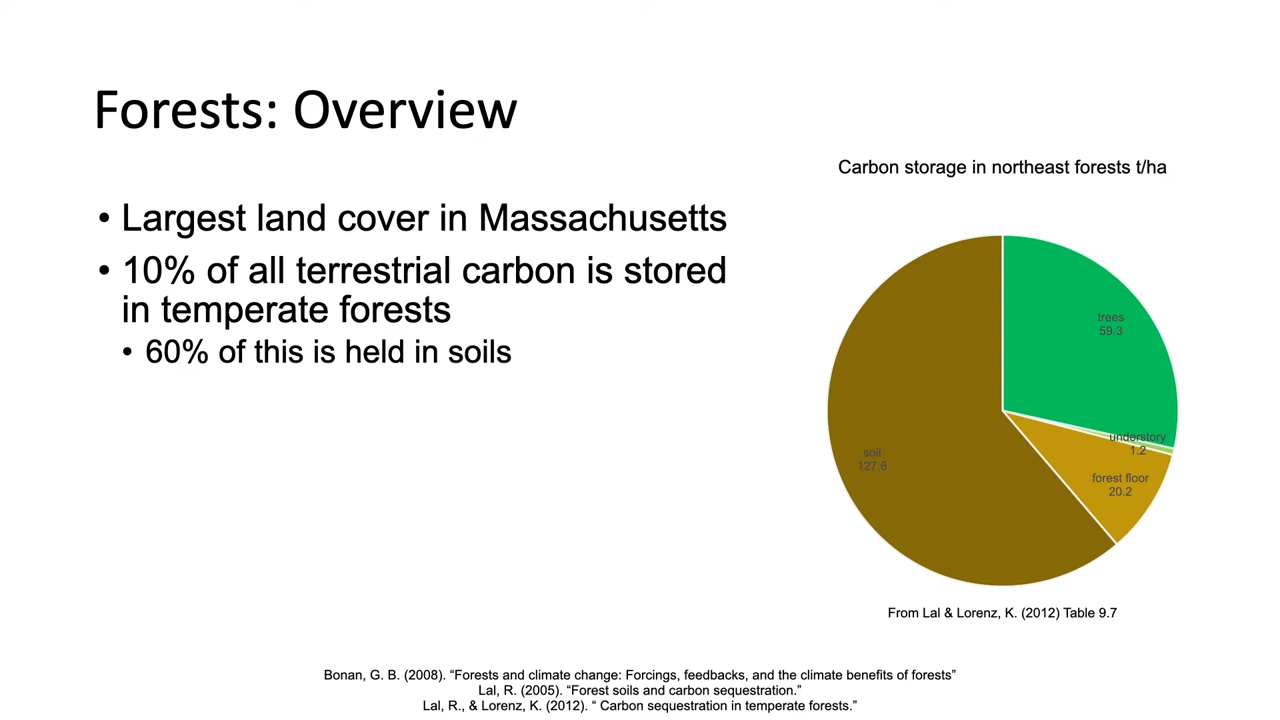 Forests: Overview
• Largest land cover in Massachusetts
• 10% of all terrestrial carbon is stored
in temperate forests
• 60% of this is held in soils
Carbon storage in northeast forests t/ha
trees
59.3
understory
1.2
forest floor
20.2
soil
127.6
From Lal & Lorenz, K. (2012) Table 9.7
Bonan, G. B. (2008). “Forests and climate change: Forcings, feedbacks, and the climate benefits of forests”
Lal, R. (2005). “Forest soils and carbon sequestration.”
Lal, R., & Lorenz, K. (2012). “ Carbon sequestration in temperate forests.”